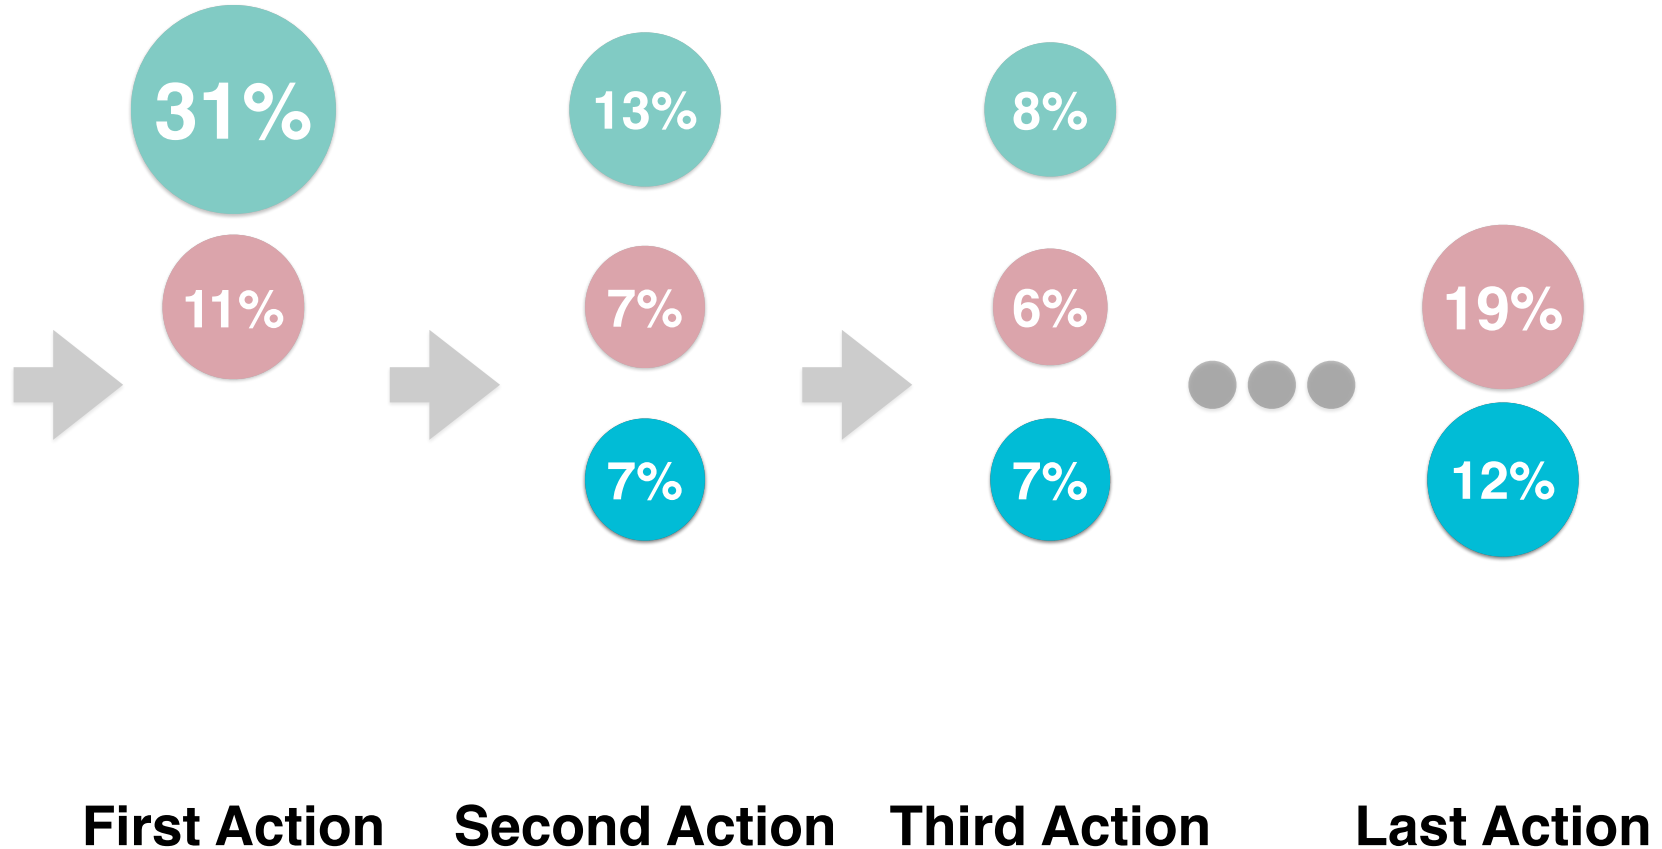 31% 13% 8%
11% 7% 6% 19%
7% 7% 12%
First Action Second Action Third Action Last Action